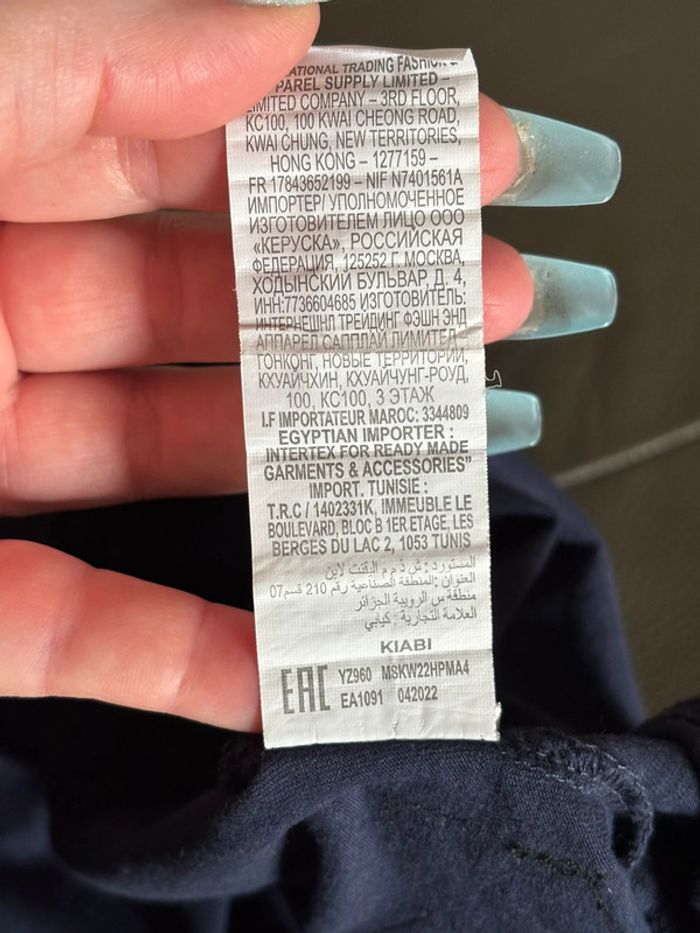 ATIONAL TRADING FASHION &
PAREL SUPPLY LIMITED –
LIMITED COMPANY – 3RD FLOOR,
KC100, 100 KWAI CHEONG ROAD,
KWAI CHUNG, NEW TERRITORIES,
HONG KONG – 1277159 –
FR 17843652199 – NIF N7401561A
ИМПОРТЕР/ УПОЛНОМОЧЕННОЕ
ИЗГОТОВИТЕЛЕМ ЛИЦО ООО
«КЕРУСКА», РОССИЙСКАЯ
ФЕДЕРАЦИЯ, 125252 Г. МОСКВА,
ХОДЫНСКИЙ БУЛЬВАР Д. 4,
ИНН:7736604685 ИЗГОТОВИТЕЛЬ:
ИНТЕРНЕШНЛ ТРЕЙДИНГ ФЭШН ЭНД
АППАРЕЛ САППЛАЙ ЛИМИТЕД
ГОНКОНГ, НОВЫЕ ТЕРРИТОРИИ,
КХУАЙЧХИН, КХУАЙЧУНГ-РОУД,
100, КС100, 3 ЭТАЖ
I.F IMPORTATEUR MAROC: 3344809
EGYPTIAN IMPORTER :
INTERTEX FOR READY MADE
GARMENTS & ACCESSORIES"
IMPORT. TUNISIE :
T.R.C / 1402331K, IMMEUBLE LE
BOULEVARD, BLOC B 1ER ETAGE, LES
BERGES DU LAC 2, 1053 TUNIS
المستورد: ش ذ م م الدقنت لاين
العنوان :المنطقة الصناعية رقم 210 قسم07
منطقة س الرويبة الجزائر
العلامة التجارية : كيابي
KIABI
EAC YZ960 MSKW22HPMA4
EA1091 042022